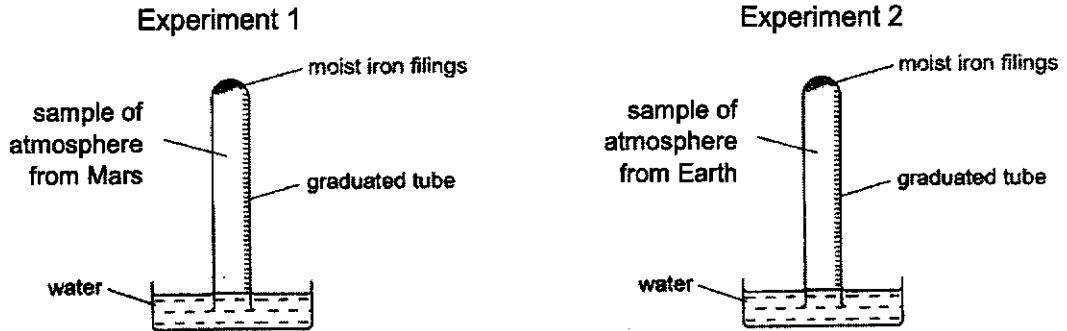 Experiment 1
moist iron filings
sample of
atmosphere
from Mars
graduated tube
water
Experiment 2
moist iron filings
sample of
atmosphere
from Earth
graduated tube
water